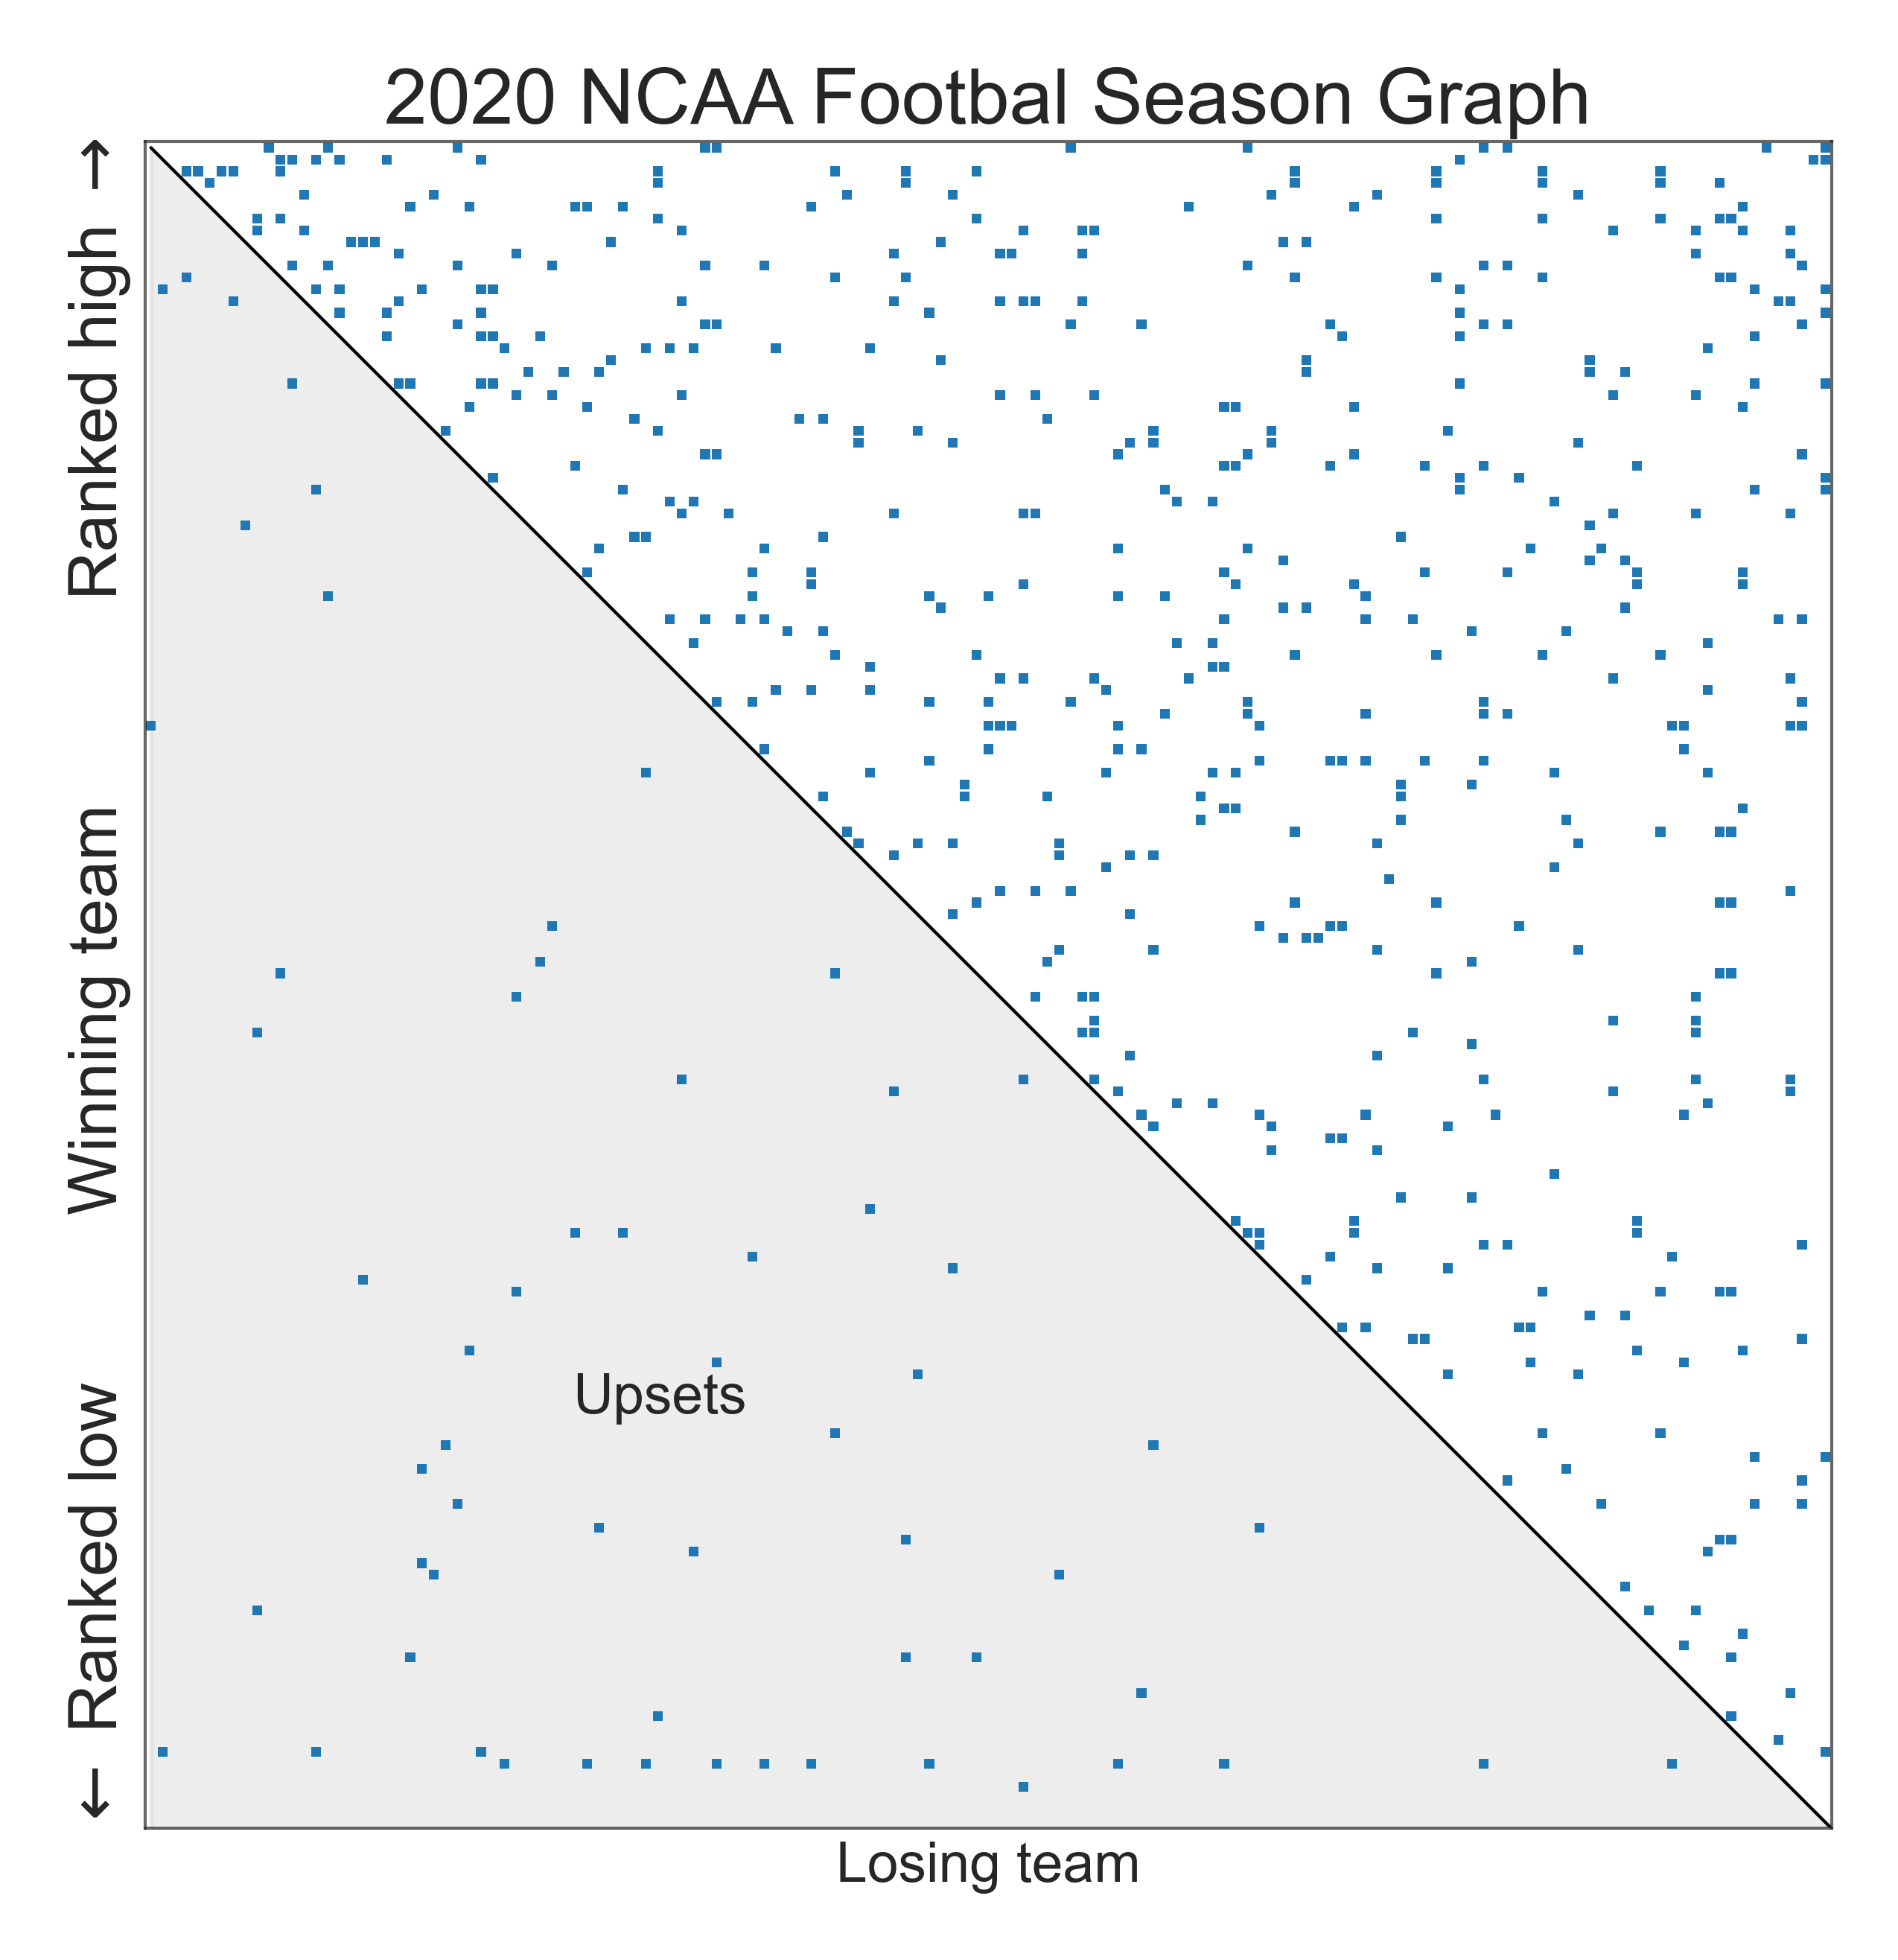 2020 NCAA Footbal Season Graph
← Ranked low Winning team Ranked high →
Upsets
Losing team